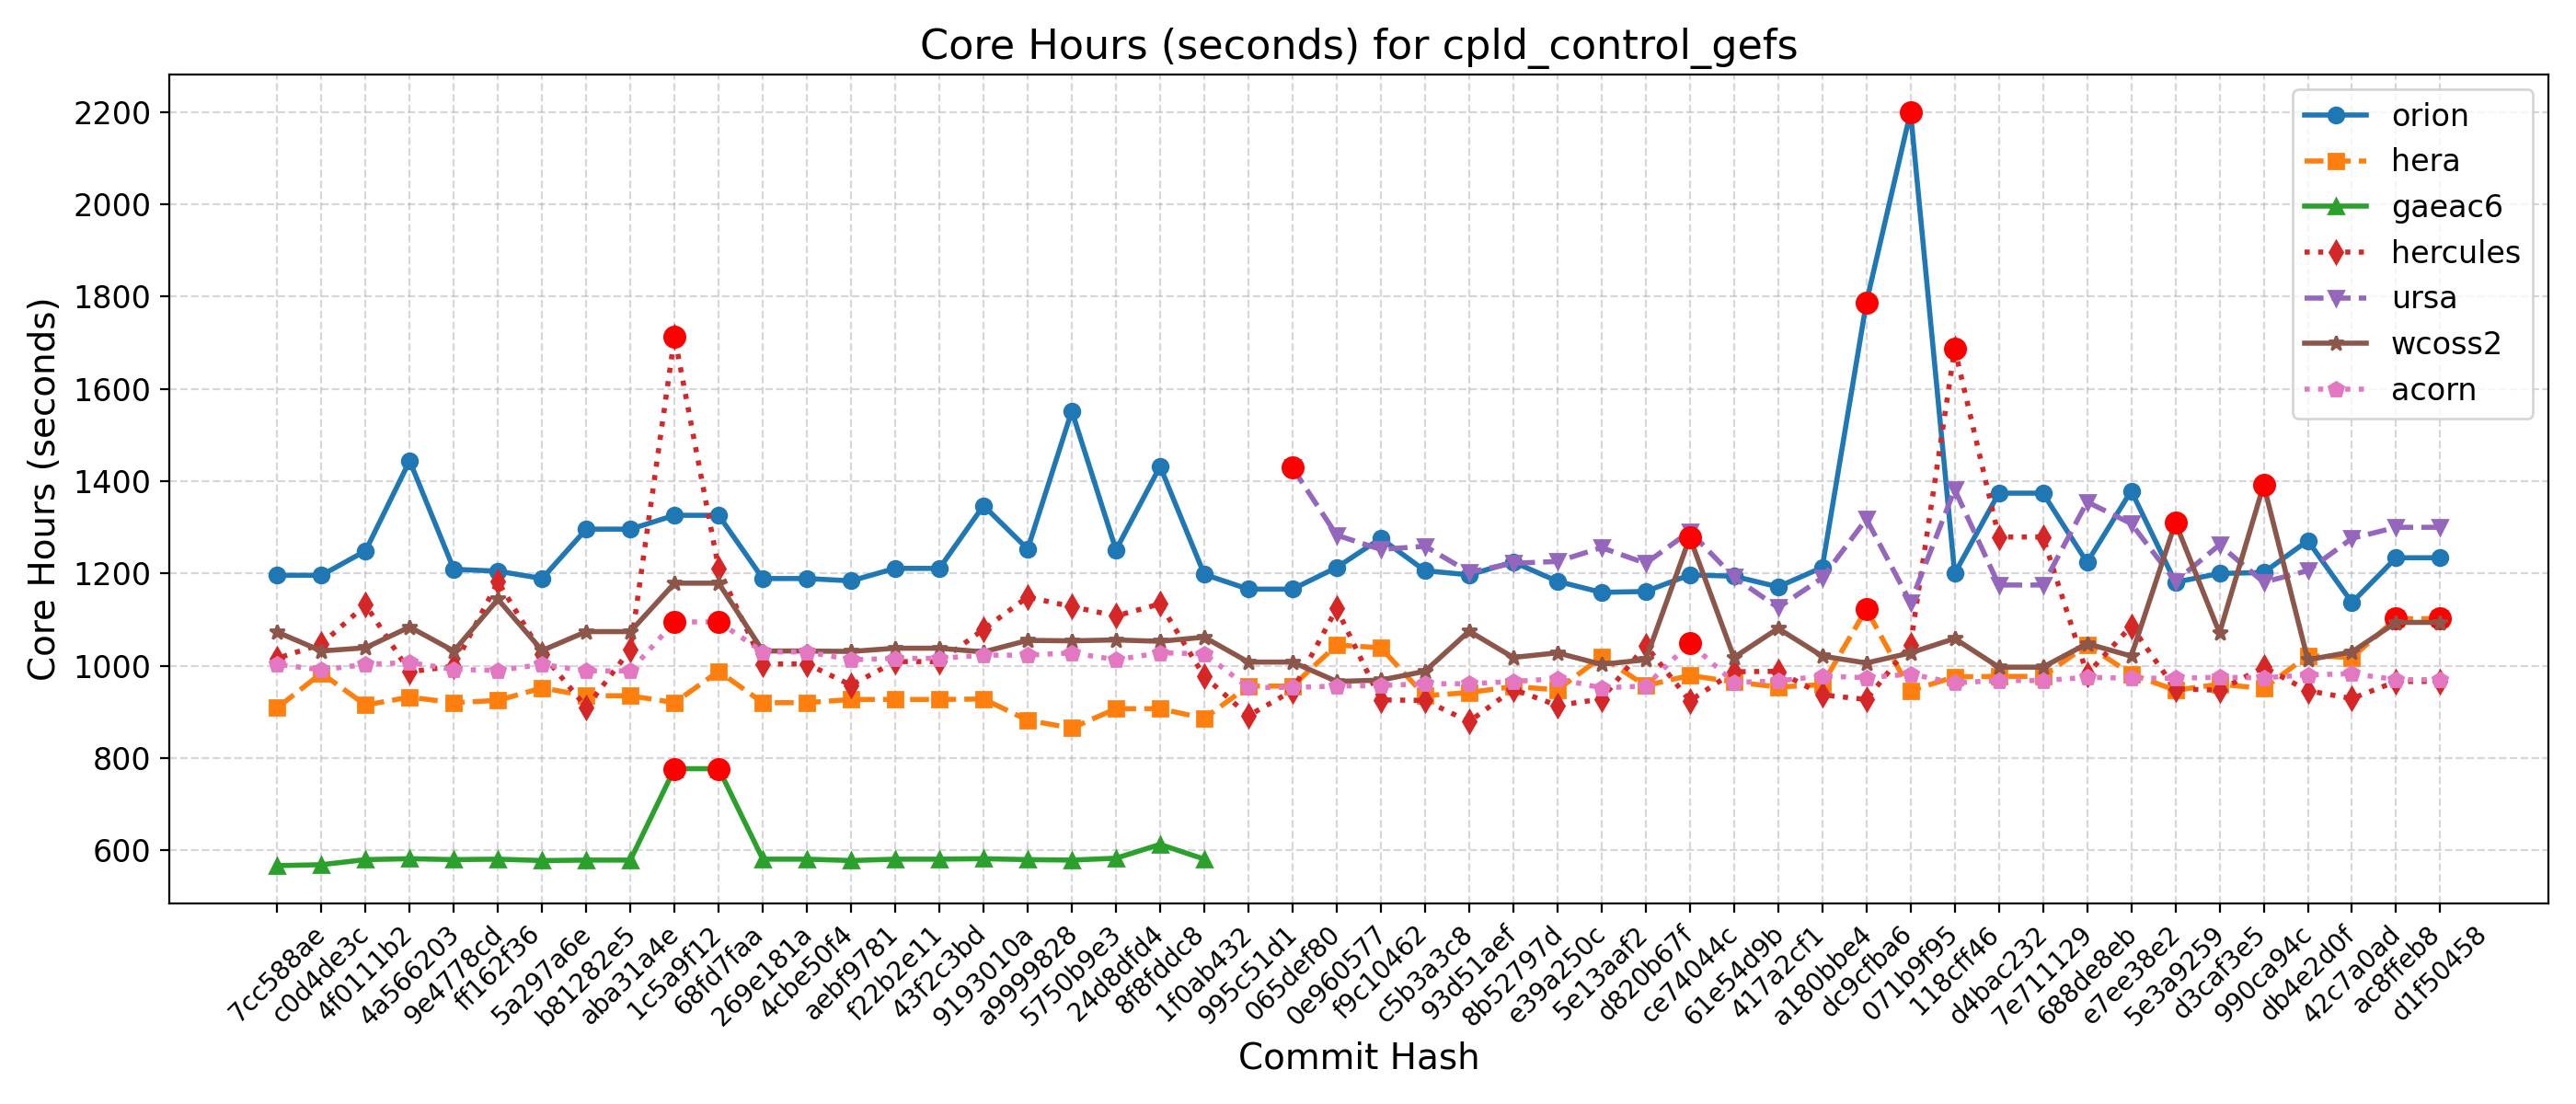 Core Hours (seconds) for cpld_control_gefs
Core Hours (seconds)
2200
2000
1800
1600
1400
1200
1000
800
600
orion
hera
gaeac6
hercules
ursa
wcoss2
acorn
7cc588ae
c0d4de3c
4f0111b2
4a566203
9e4778cd
ff162f36
5a297a6e
b81282e5
aba31a4e
1c5a9f12
68fd7faa
269e181a
4cbe50f4
aebf9781
f22b2e11
43f2c3bd
9193010a
a9999828
5750b9e3
24d8dfd4
8f8fddc8
1f0ab432
995c51d1
065def80
0e960577
f9c10462
c5b3a3c8
93d51aef
8b52797d
e39a250c
5e13aaf2
d820b67f
ce74044c
61e54d9b
417a2cf1
a180bbe4
dc9cfba6
071b9f95
118cff46
d4bac232
7e711129
688de8eb
e7ee38e2
5e3a9259
d3caf3e5
990ca94c
db4e2d0f
42c7a0ad
ac8ffeb8
d1f50458
Commit Hash